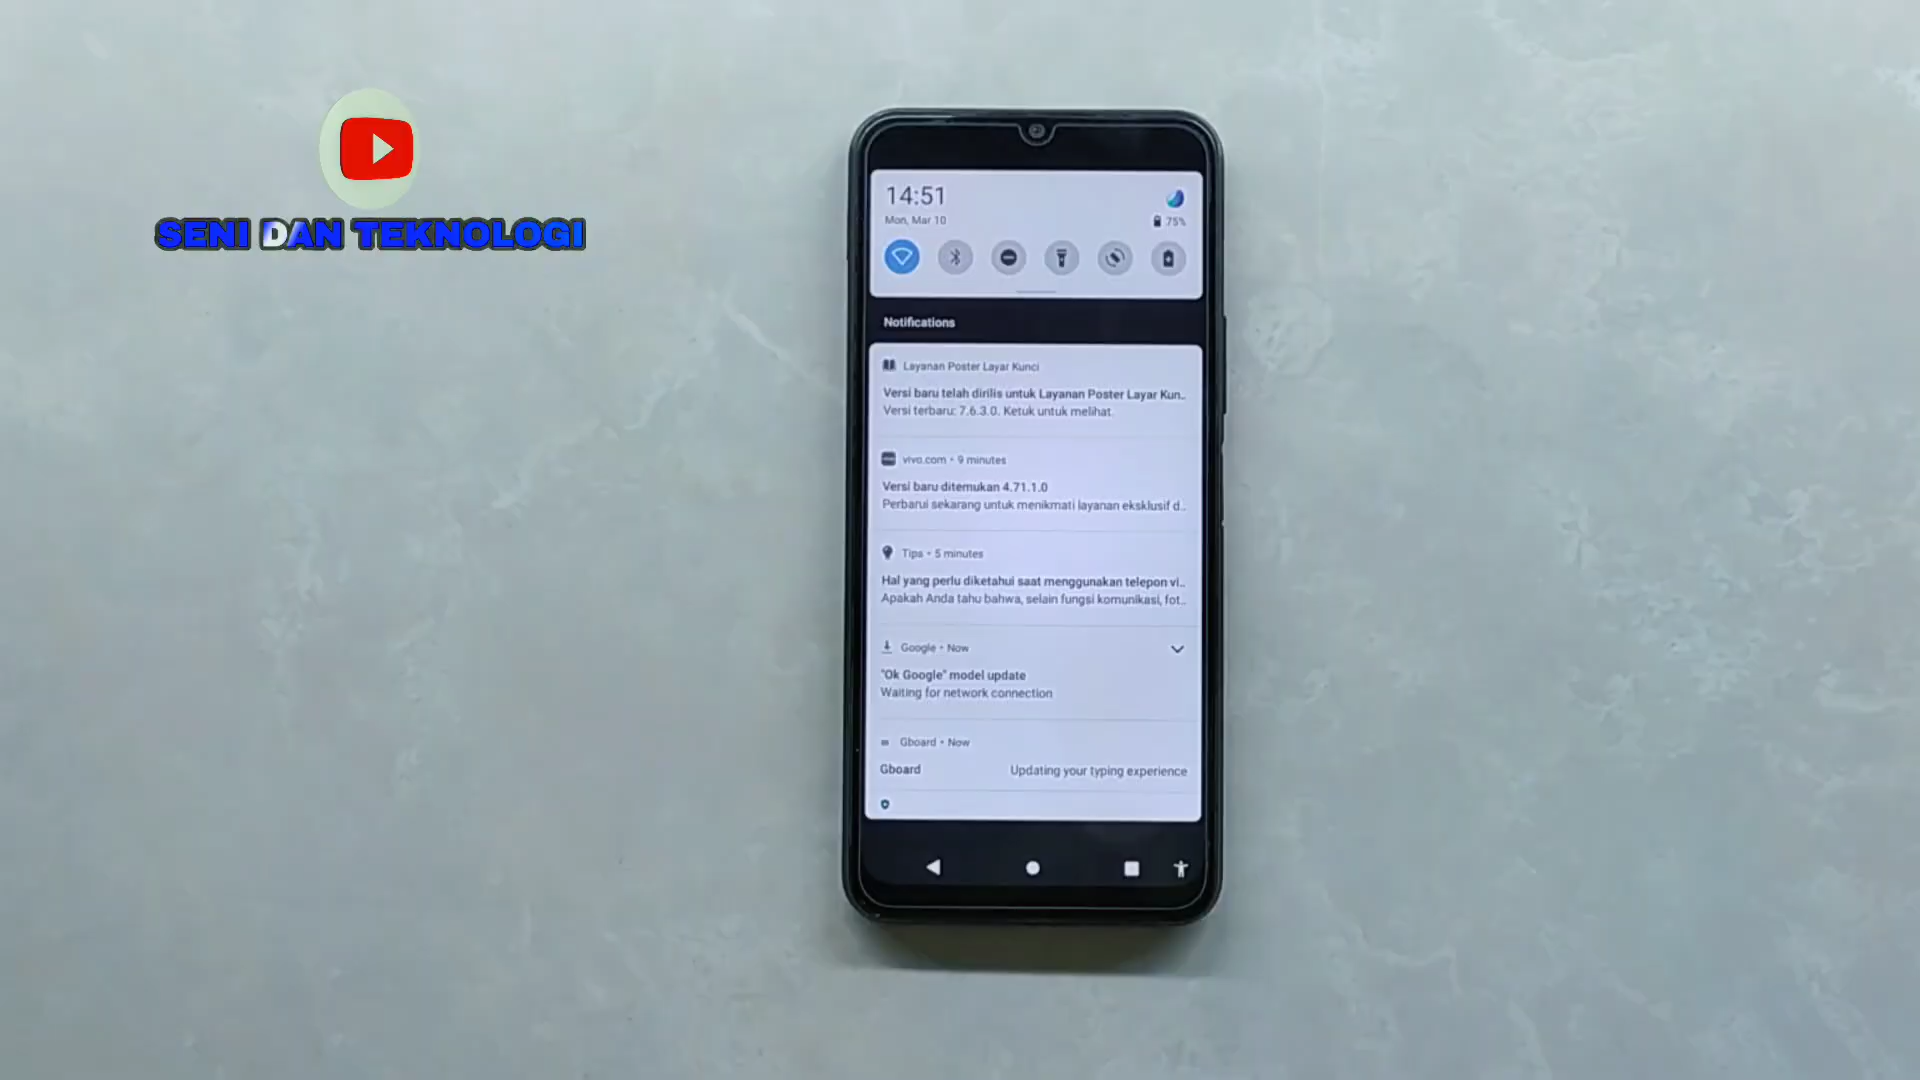 SENI DAN TEKNOLOGI
14:51
Mon, Mar 10
75%
Notifications
Layanan Poster Layar Kunci
Versi baru telah dirilis untuk Layanan Poster Layar Kun..
Versi terbaru: 7.6.3.0. Ketuk untuk melihat.
vivo.com • 9 minutes
Versi baru ditemukan 4.71.1.0
Perbarui sekarang untuk menikmati layanan eksklusif d..
Tips • 5 minutes
Hal yang perlu diketahui saat menggunakan telepon vi..
Apakah Anda tahu bahwa, selain fungsi komunikasi, fot..
Google • Now
"Ok Google" model update
Waiting for network connection
Gboard • Now
Gboard Updating your typing experience